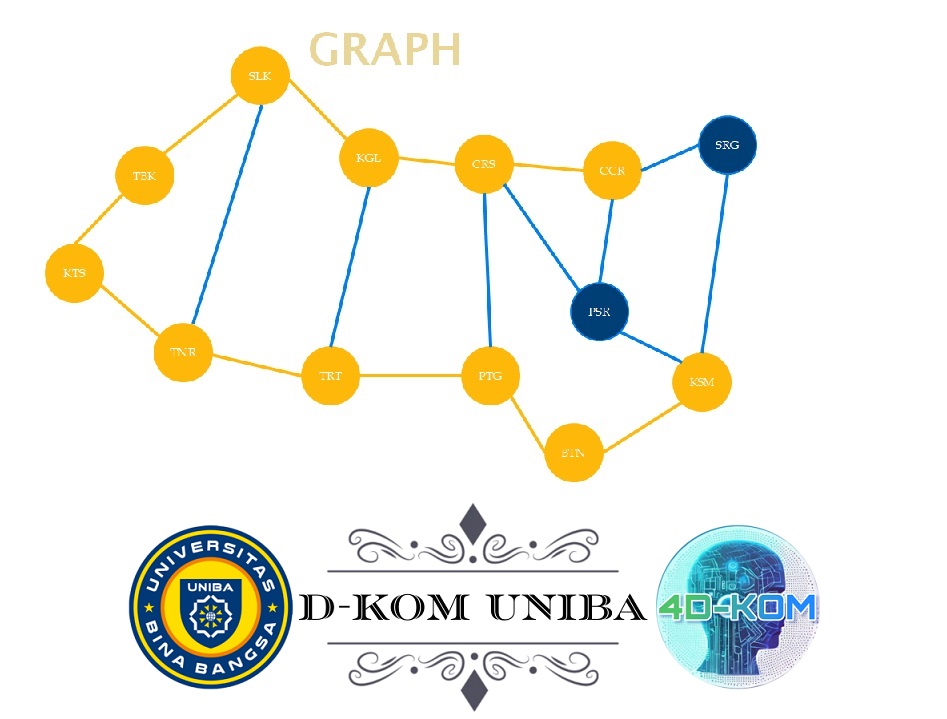 GRAPH
SLK
KGL
CRS
CCR
SRG
TBK
KTS
TNR
TRT
PTG
PSR
KSM
BTN
UNIVERSITAS
UNIBA
BINA BANGSA
D-KOM UNIBA
4D-KOM